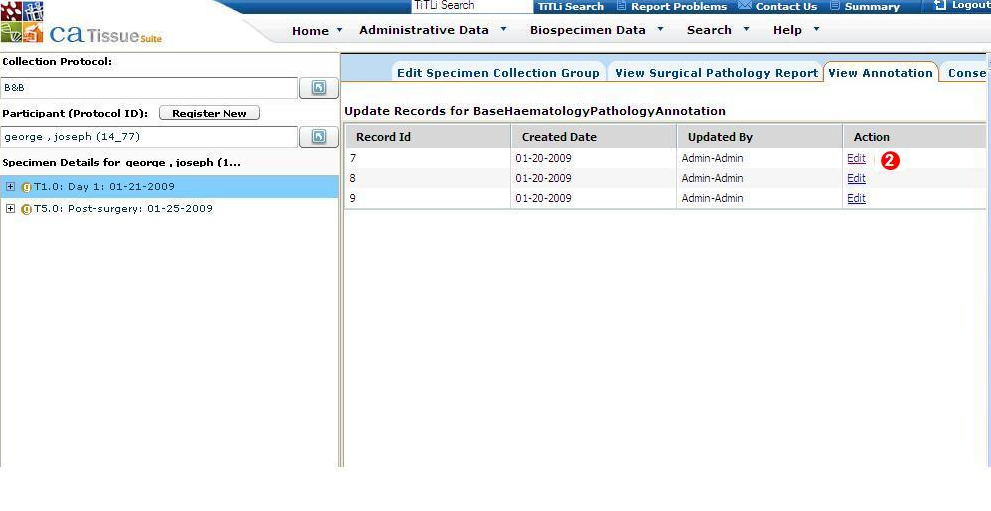 TiTLi Search TiTLi Search Report Problems Contact Us Summary Logout
ca Tissue Suite
Home Administrative Data Biospecimen Data Search Help
Collection Protocol:
Edit Specimen Collection Group View Surgical Pathology Report View Annotation Conse
B&B
Participant (Protocol ID): Register New
Update Records for BaseHaematologyPathologyAnnotation
george , joseph (14_77)
Record Id Created Date Updated By Action
Specimen Details for george , joseph (1...
7 01-20-2009 Admin-Admin Edit 2
8 01-20-2009 Admin-Admin Edit
T1.0: Day 1: 01-21-2009
9 01-20-2009 Admin-Admin Edit
T5.0: Post-surgery: 01-25-2009